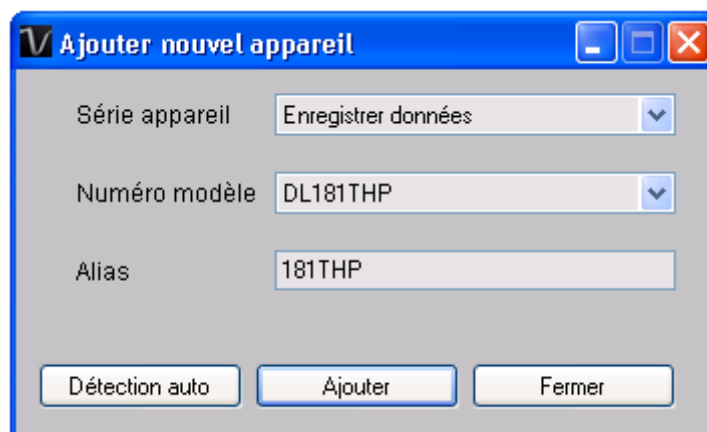 Ajouter nouvel appareil
Série appareil Enregistrer données
Numéro modèle DL181THP
Alias 181THP
Détection auto Ajouter Fermer